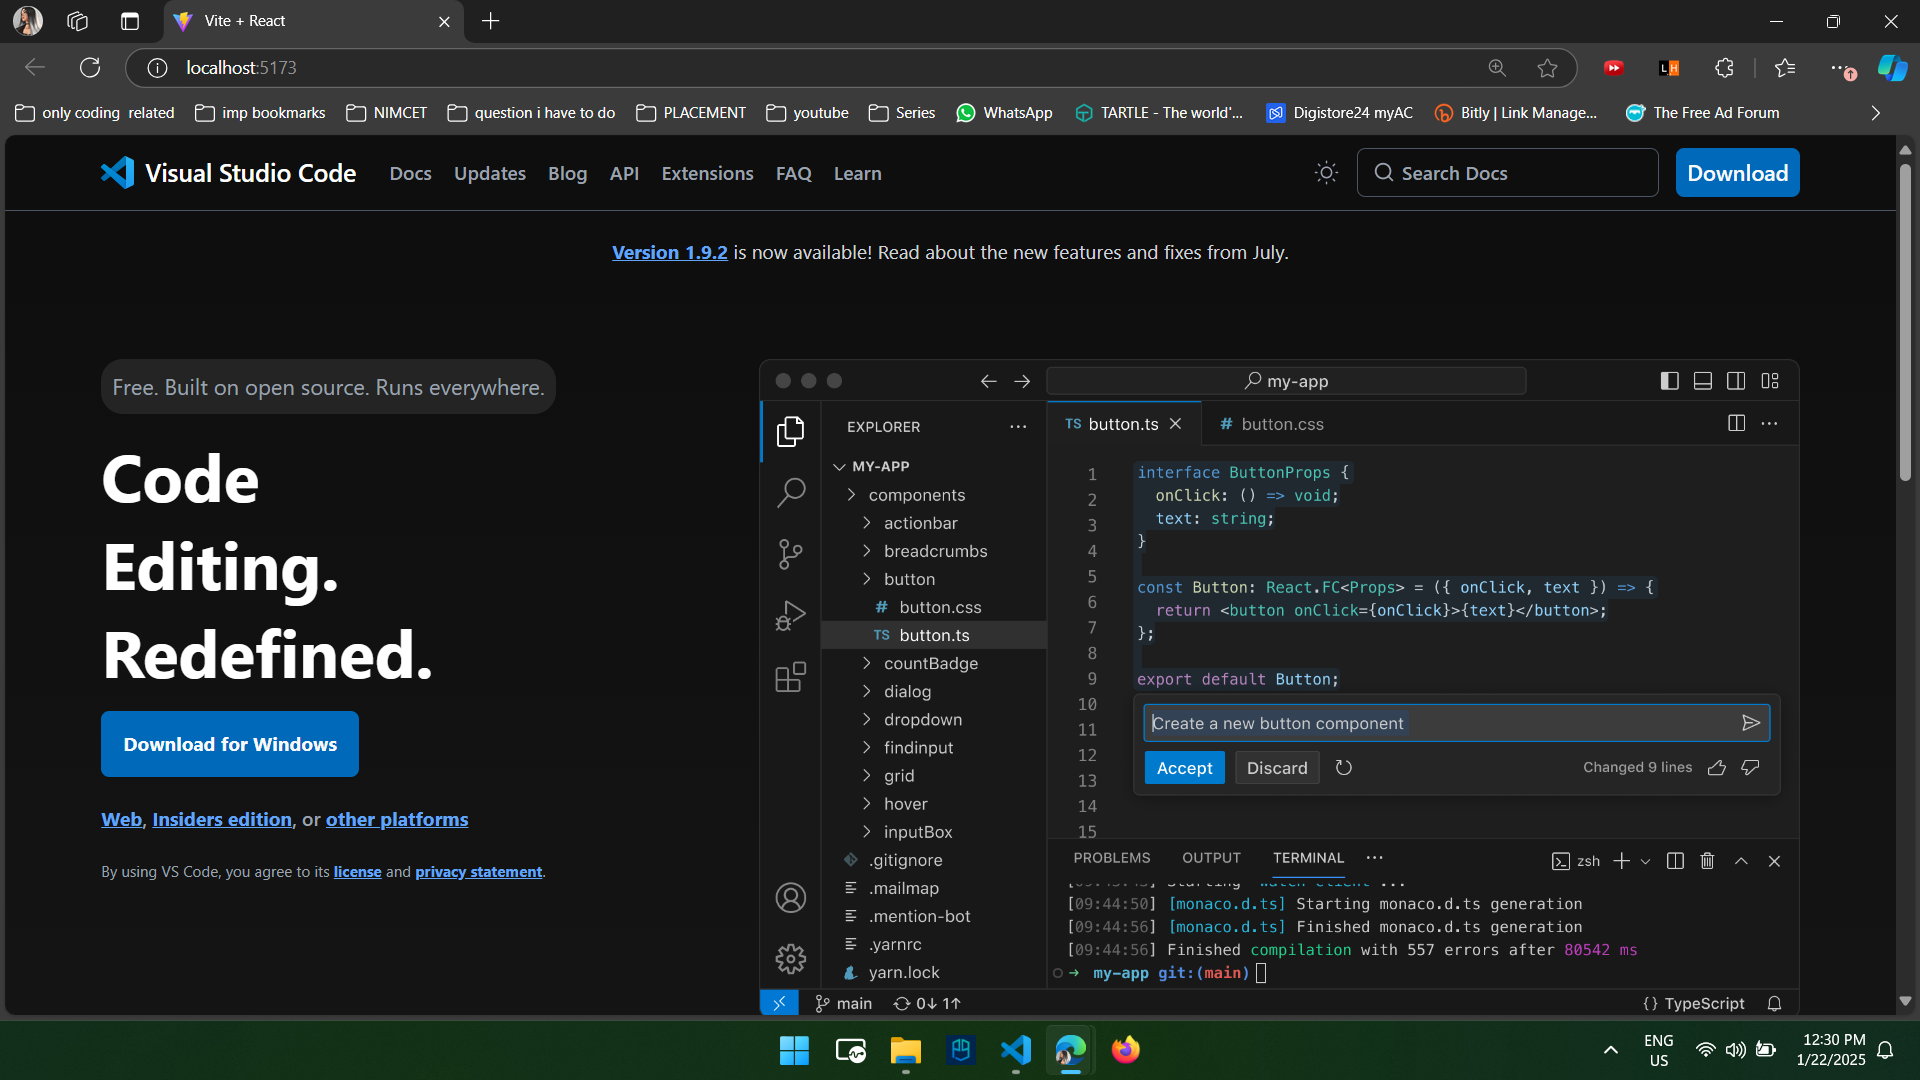 Vite + React
localhost:5173
only coding related
imp bookmarks
NIMCET
question i have to do
PLACEMENT
youtube
Series
WhatsApp
TARTLE - The world'...
Digistore24 myAC
Bitly | Link Manage...
The Free Ad Forum
Visual Studio Code
Docs
Updates
Blog
API
Extensions
FAQ
Learn
Search Docs
Download
Version 1.9.2 is now available! Read about the new features and fixes from July.
Free. Built on open source. Runs everywhere.
Code
Editing.
Redefined.
Download for Windows
Web, Insiders edition, or other platforms
By using VS Code, you agree to its license and privacy statement.
my-app
EXPLORER
MY-APP
components
actionbar
breadcrumbs
button
# button.css
TS button.ts
countBadge
dialog
dropdown
findinput
grid
hover
inputBox
.gitignore
.mailmap
.mention-bot
.yarnrc
yarn.lock
TS button.ts
# button.css
1 interface ButtonProps {
2 onClick: () => void;
3 text: string;
4 }
5
6 const Button: React.FC<Props> = ({ onClick, text }) => {
7 return <button onClick={onClick}>{text}</button>;
8 };
9
10 export default Button;
11
12
13
14
15
Create a new button component
Accept
Discard
Changed 9 lines
PROBLEMS
OUTPUT
TERMINAL
zsh
[09:44:50] [monaco.d.ts] Starting monaco.d.ts generation
[09:44:56] [monaco.d.ts] Finished monaco.d.ts generation
[09:44:56] Finished compilation with 557 errors after 80542 ms
my-app git:(main)
main
0↓ 1↑
{} TypeScript
ENG
US
12:30 PM
1/22/2025